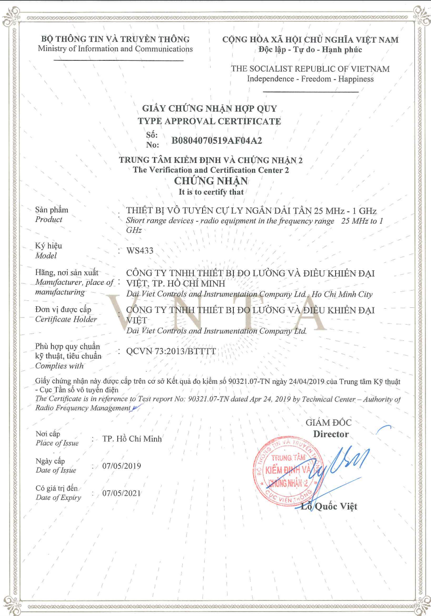 BỘ THÔNG TIN VÀ TRUYỀN THÔNG
Ministry of Information and Communications
CỘNG HÒA XÃ HỘI CHỦ NGHĨA VIỆT NAM
Độc lập - Tự do - Hạnh phúc
THE SOCIALIST REPUBLIC OF VIETNAM
Independence - Freedom - Happiness
GIẤY CHỨNG NHẬN HỢP QUY
TYPE APPROVAL CERTIFICATE
Số:
No: B0804070519AF04A2
TRUNG TÂM KIỂM ĐỊNH VÀ CHỨNG NHẬN 2
The Verification and Certification Center 2
CHỨNG NHẬN
It is to certify that
Sản phẩm : THIẾT BỊ VÔ TUYẾN CỰ LY NGẮN DẢI TẦN 25 MHz - 1 GHz
Product Short range devices - radio equipment in the frequency range 25 MHz to 1
GHz
Ký hiệu : WS433
Model
Hãng, nơi sản xuất CÔNG TY TNHH THIẾT BỊ ĐO LƯỜNG VÀ ĐIỀU KHIỂN ĐẠI
Manufacturer, place of : VIỆT, TP. HỒ CHÍ MINH
manufacturing Dai Viet Controls and Instrumentation Company Ltd., Ho Chi Minh City
Đơn vị được cấp : CÔNG TY TNHH THIẾT BỊ ĐO LƯỜNG VÀ ĐIỀU KHIỂN ĐẠI
Certificate Holder VIỆT
Dai Viet Controls and Instrumentation Company Ltd.
VNTA
Phù hợp quy chuẩn
kỹ thuật, tiêu chuẩn : QCVN 73:2013/BTTTT
Complies with
Giấy chứng nhận này được cấp trên cơ sở Kết quả đo kiểm số 90321.07-TN ngày 24/04/2019 của Trung tâm Kỹ thuật
- Cục Tần số vô tuyến điện
The Certificate is in reference to Test report No: 90321.07-TN dated Apr 24, 2019 by Technical Center – Authority of
Radio Frequency Management
GIÁM ĐỐC
Director
Nơi cấp : TP. Hồ Chí Minh
Place of Issue
Ngày cấp : 07/05/2019
Date of Issue
Có giá trị đến : 07/05/2021
Date of Expiry
TRUNG TÂM
KIỂM ĐỊNH VÀ
CHỨNG NHẬN 2
CỤC VIỄN THÔNG
Lỗ Quốc Việt